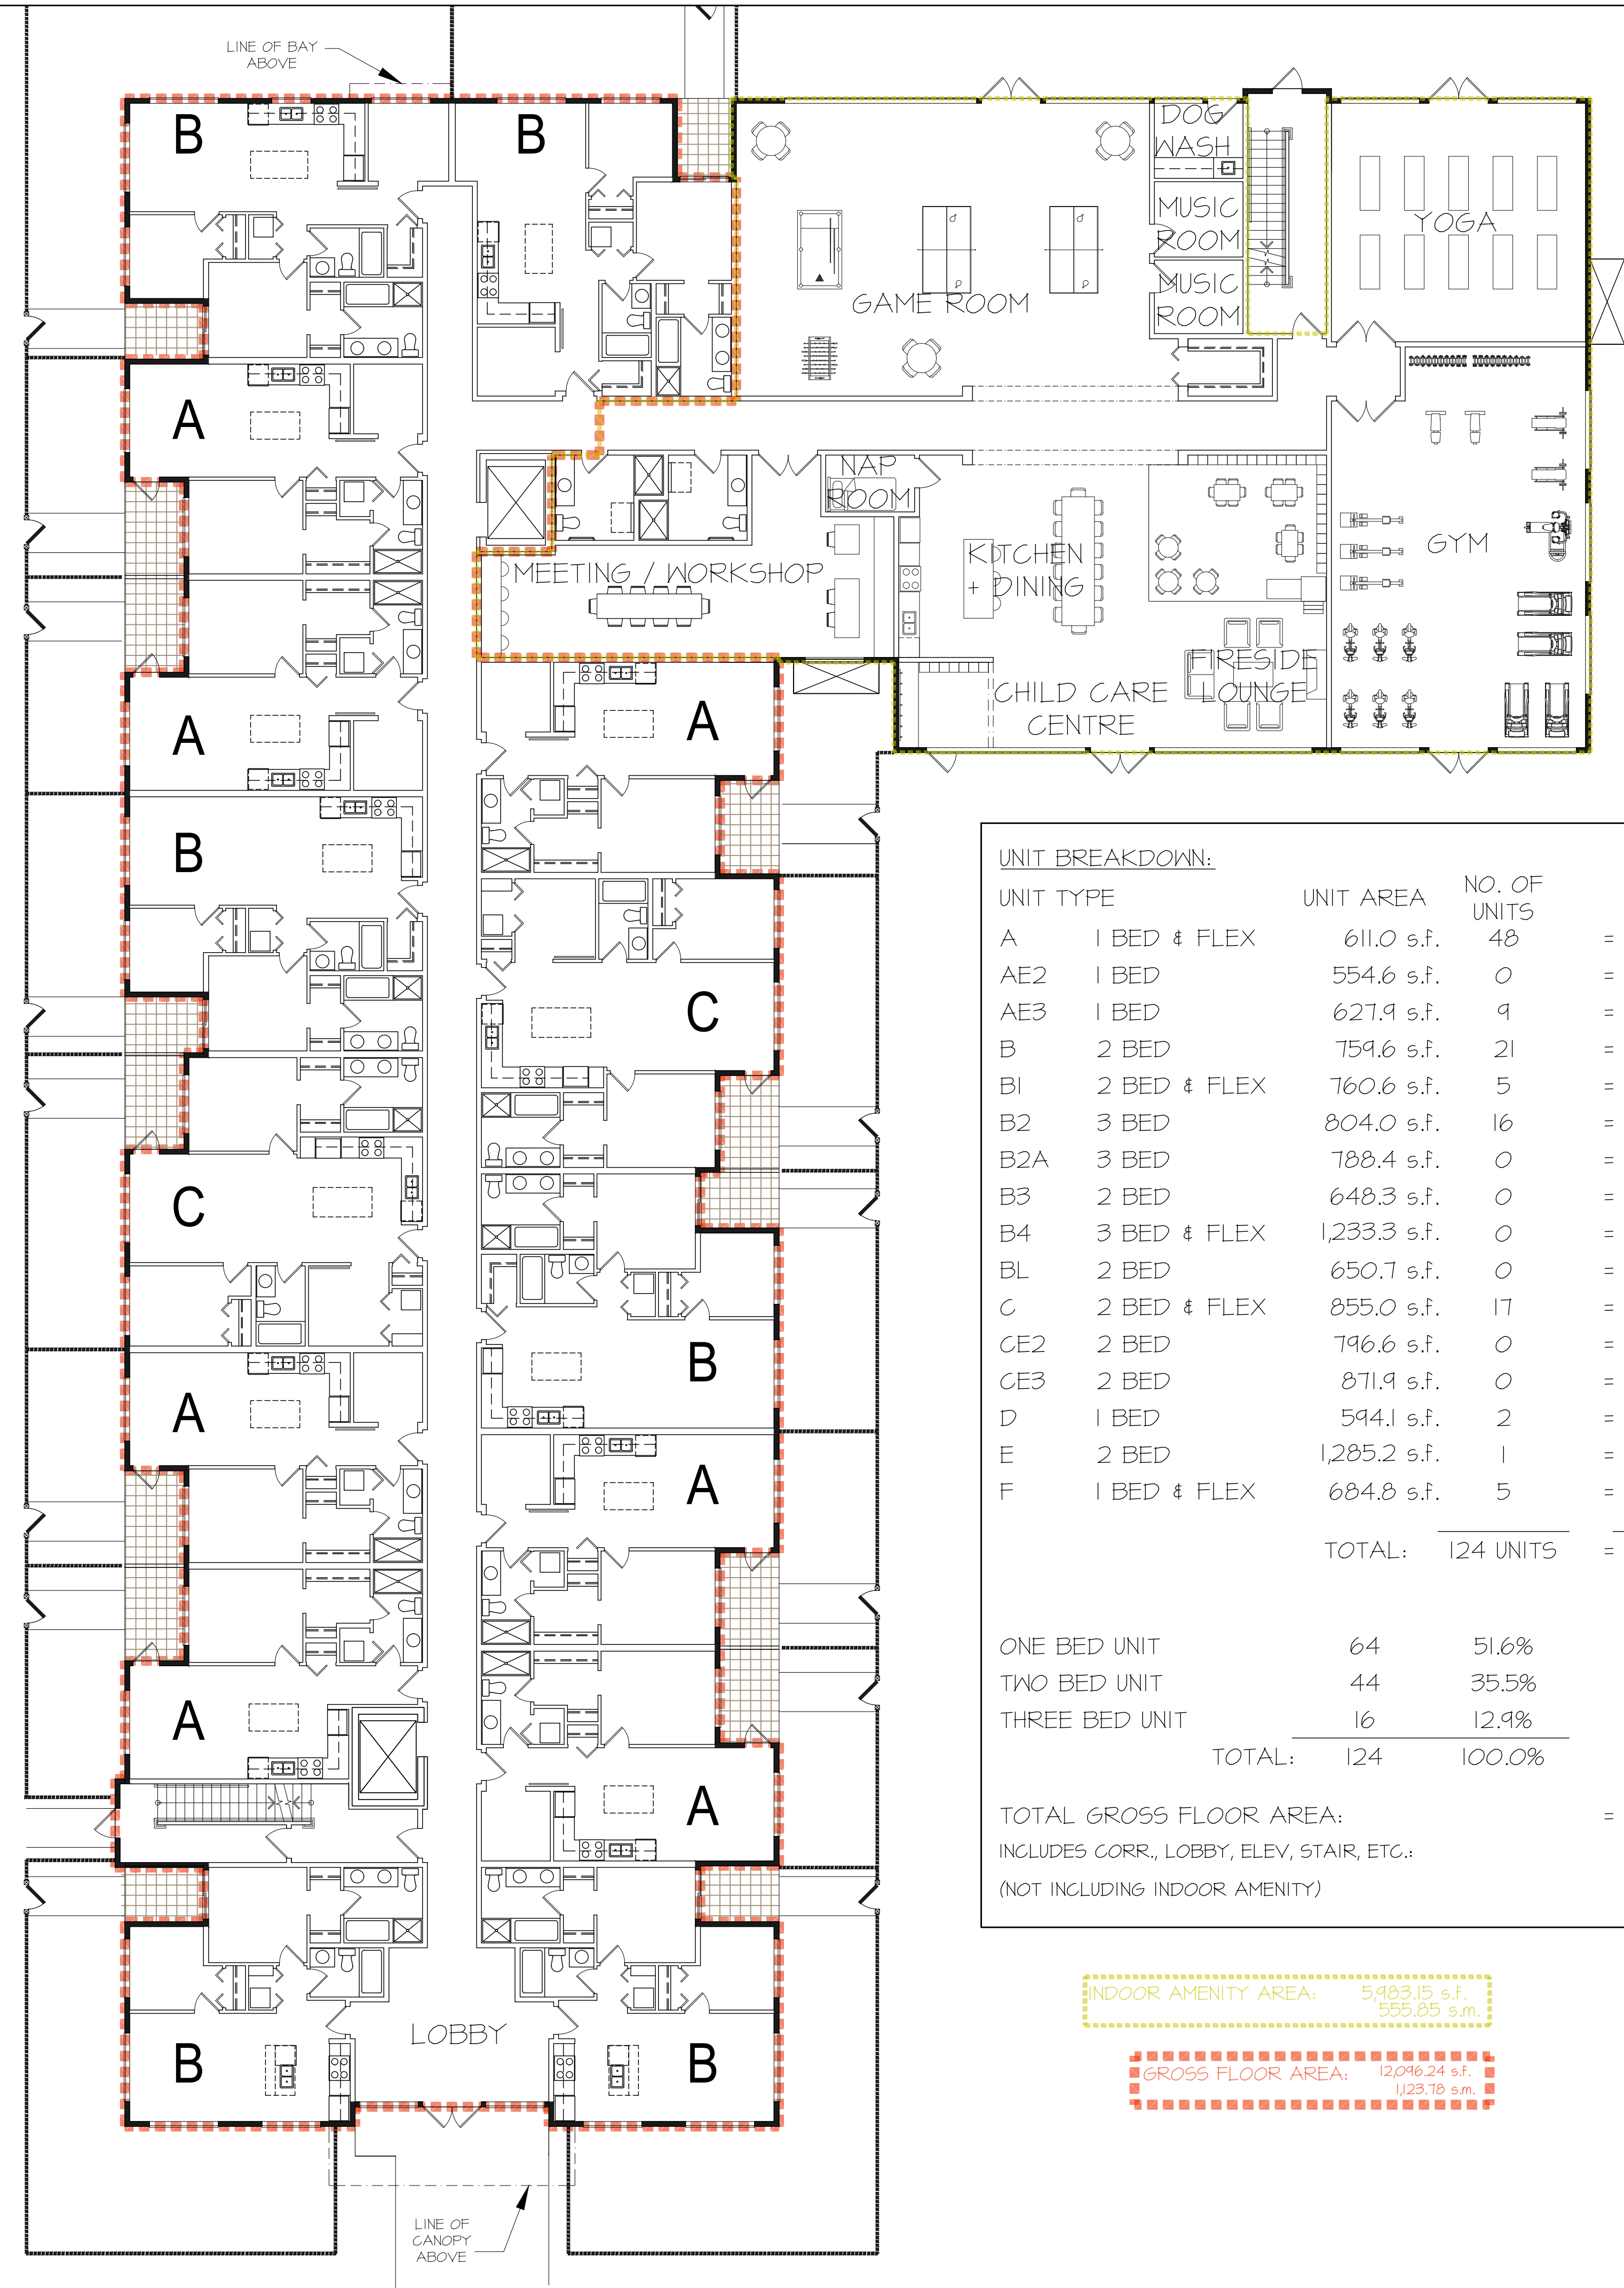 LINE OF BAY
ABOVE
B
B
DOG
WASH
MUSIC
ROOM
MUSIC
ROOM
YOGA
GAME ROOM
A
NAP
ROOM
GYM
MEETING / WORKSHOP
KITCHEN
+ DINING
A
A
FIRESIDE
LOUNGE
CHILD CARE
CENTRE
B
C
C
B
A
A
A
A
LOBBY
B
B
LINE OF
CANOPY
ABOVE
UNIT BREAKDOWN:
UNIT TYPE UNIT AREA NO. OF
UNITS
A 1 BED & FLEX 611.0 s.f. 48 =
AE2 1 BED 554.6 s.f. 0 =
AE3 1 BED 627.9 s.f. 9 =
B 2 BED 759.6 s.f. 21 =
B1 2 BED & FLEX 760.6 s.f. 5 =
B2 3 BED 804.0 s.f. 16 =
B2A 3 BED 788.4 s.f. 0 =
B3 2 BED 648.3 s.f. 0 =
B4 3 BED & FLEX 1,233.3 s.f. 0 =
BL 2 BED 650.7 s.f. 0 =
C 2 BED & FLEX 855.0 s.f. 17 =
CE2 2 BED 796.6 s.f. 0 =
CE3 2 BED 871.9 s.f. 0 =
D 1 BED 594.1 s.f. 2 =
E 2 BED 1,285.2 s.f. 1 =
F 1 BED & FLEX 684.8 s.f. 5 =
TOTAL: 124 UNITS =
ONE BED UNIT 64 51.6%
TWO BED UNIT 44 35.5%
THREE BED UNIT 16 12.9%
TOTAL: 124 100.0%
TOTAL GROSS FLOOR AREA: =
INCLUDES CORR., LOBBY, ELEV, STAIR, ETC.:
(NOT INCLUDING INDOOR AMENITY)
INDOOR AMENITY AREA: 5,983.15 s.f.
555.85 s.m.
GROSS FLOOR AREA: 12,096.24 s.f.
1,123.78 s.m.